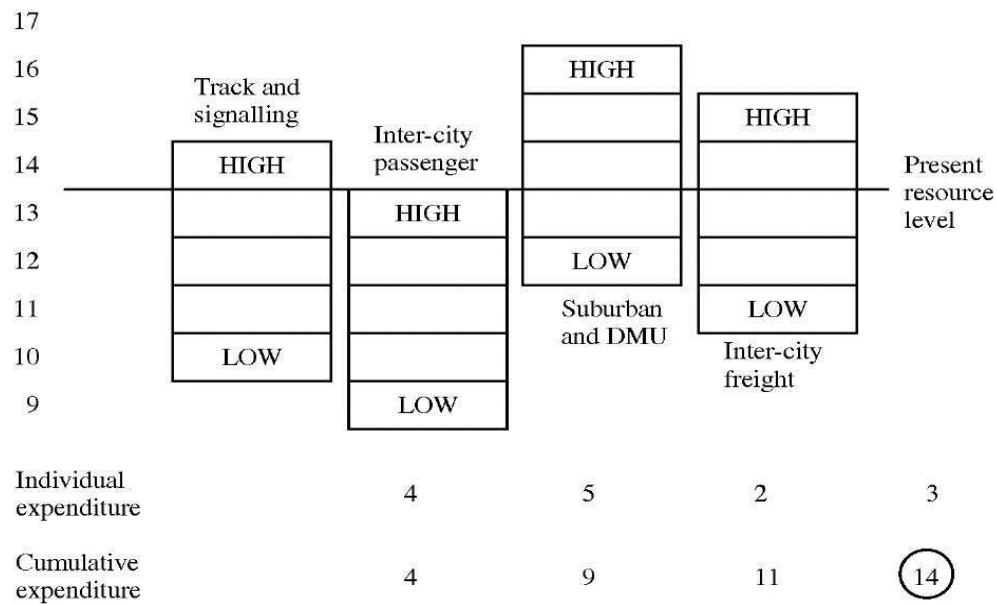 17
16
15
14
13
12
11
10
9
Track and
signalling
HIGH
LOW
Inter-city
passenger
HIGH
LOW
HIGH
LOW
Suburban
and DMU
HIGH
LOW
Inter-city
freight
Present
resource
level
Individual
expenditure
4 5 2 3
Cumulative
expenditure
4 9 11 14